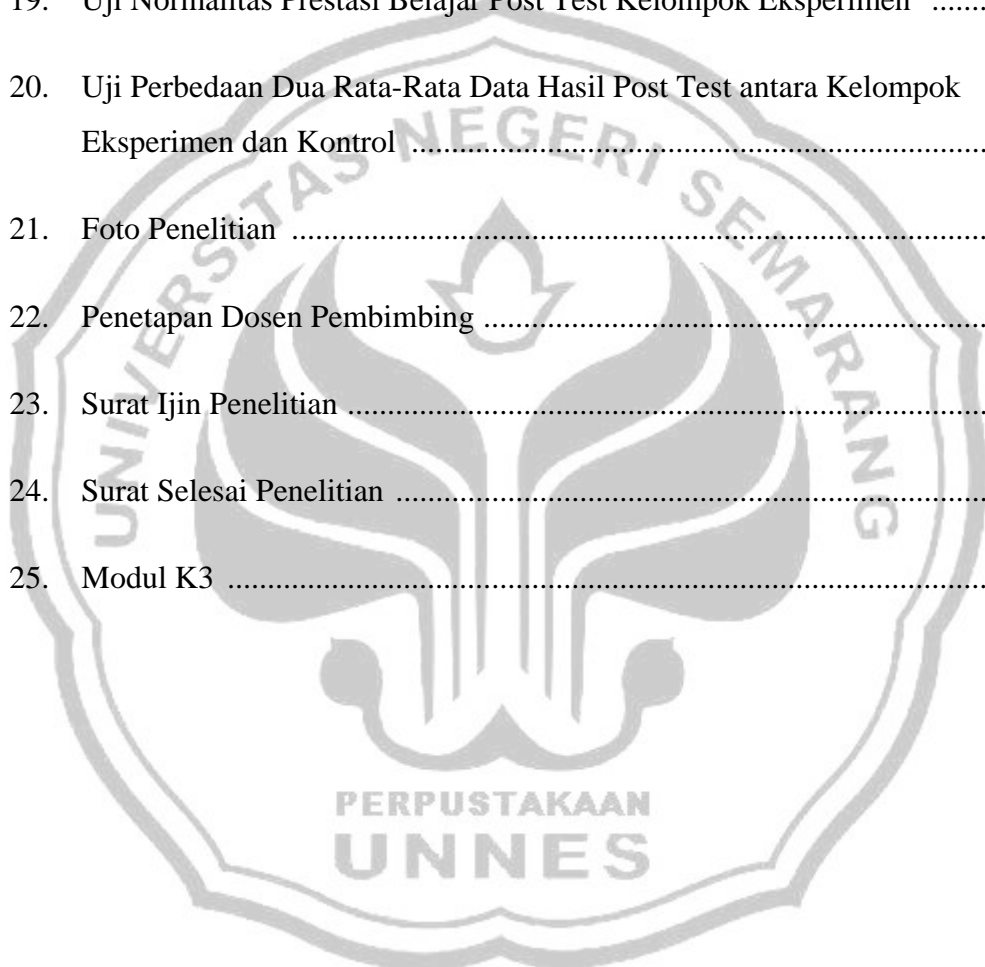 19. Uji Normalitas Prestasi Belajar Post Test Kelompok Eksperimen .......
20. Uji Perbedaan Dua Rata-Rata Data Hasil Post Test antara Kelompok
Eksperimen dan Kontrol ........................................................................
21. Foto Penelitian .......................................................................................
22. Penetapan Dosen Pembimbing ...............................................................
23. Surat Ijin Penelitian ................................................................................
24. Surat Selesai Penelitian ..........................................................................
25. Modul K3 ...............................................................................................
UNIVERSITAS NEGERI SEMARANG
PERPUSTAKAAN
UNNES